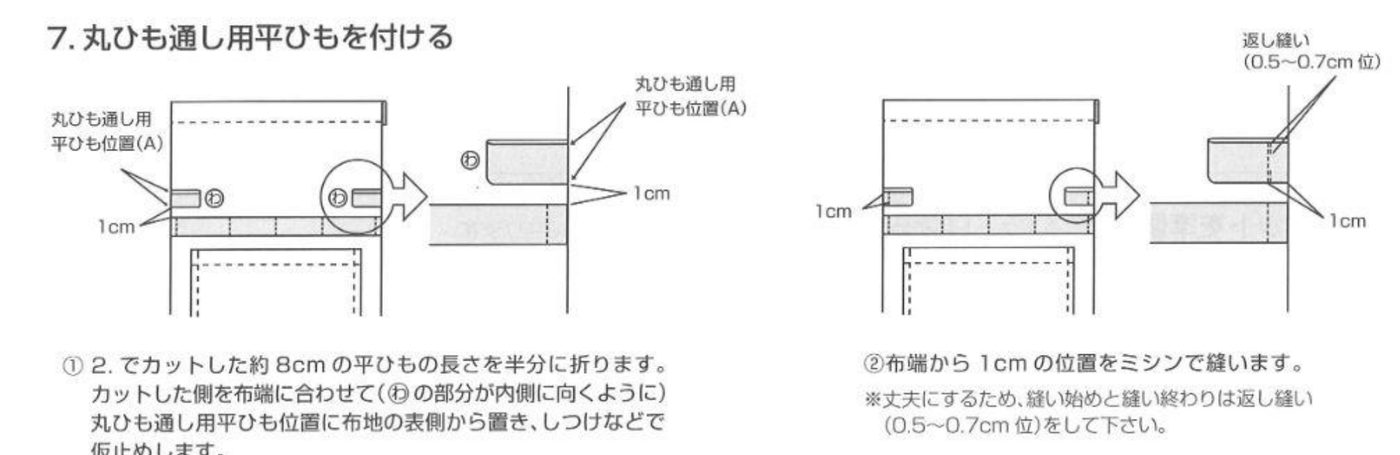 7. 丸ひも通し用平ひもを付ける
丸ひも通し用
平ひも位置(A)
わ
わ
1cm
丸ひも通し用
平ひも位置(A)
わ
1cm
① 2. でカットした約 8cm の平ひもの長さを半分に折ります。
カットした側を布端に合わせて(わの部分が内側に向くように)
丸ひも通し用平ひも位置に布地の表側から置き、しつけなどで
仮止めします。
1cm
返し縫い
(0.5〜0.7cm 位)
1cm
②布端から 1cm の位置をミシンで縫います。
※丈夫にするため、縫い始めと縫い終わりは返し縫い
(0.5〜0.7cm 位)をして下さい。